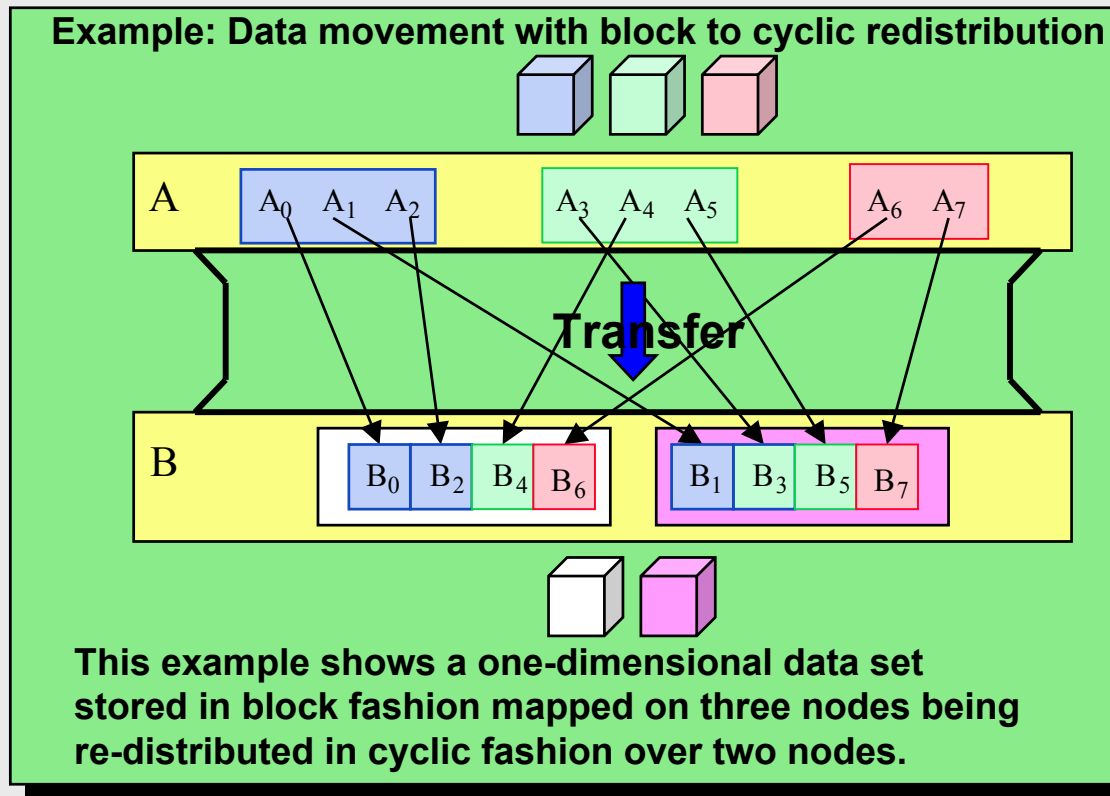 Example: Data movement with block to cyclic redistribution
A A₀ A₁ A₂ A₃ A₄ A₅ A₆ A₇
Transfer
B B₀ B₂ B₄ B₆ B₁ B₃ B₅ B₇
This example shows a one-dimensional data set
stored in block fashion mapped on three nodes being
re-distributed in cyclic fashion over two nodes.